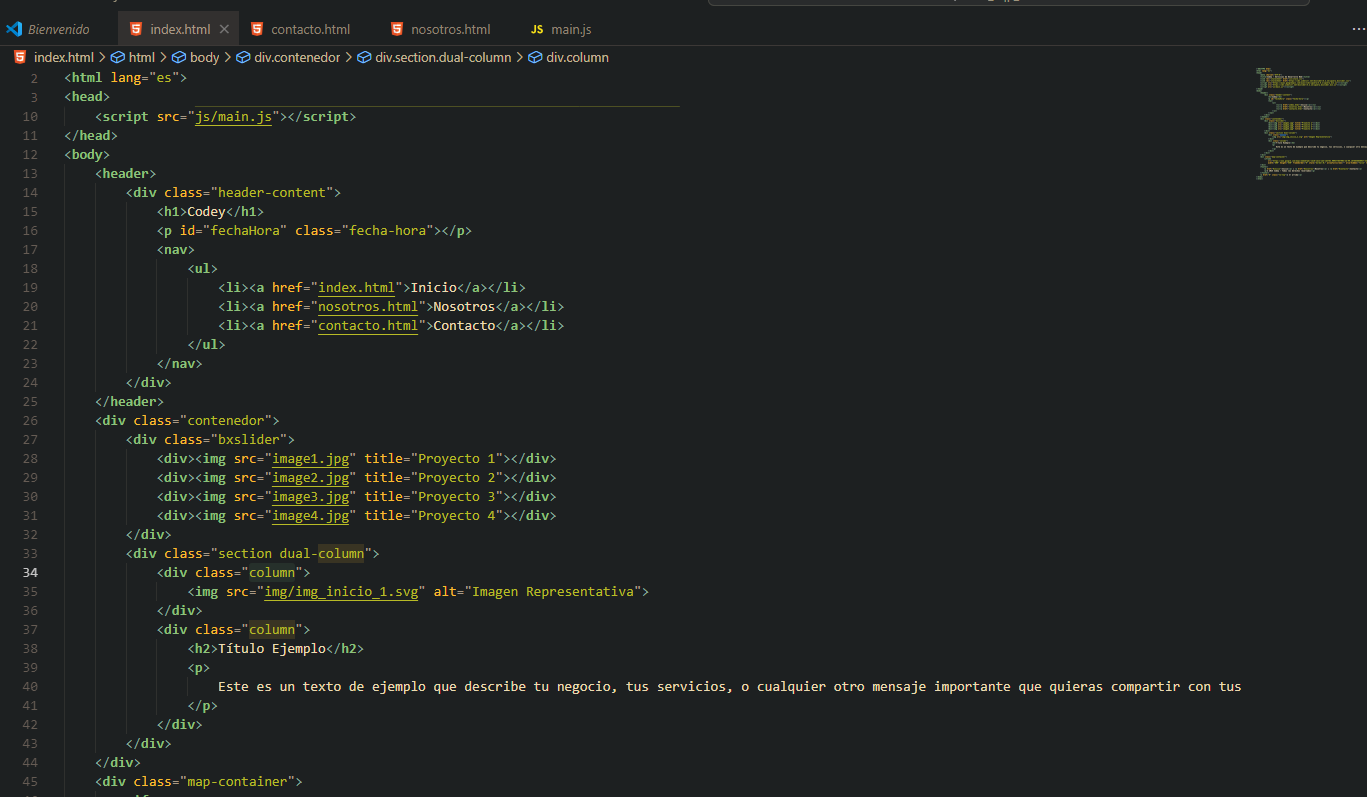 Bienvenido index.html contacto.html nosotros.html JS main.js
index.html > html > body > div.contenedor > div.section.dual-column > div.column
2 <html lang="es">
3 <head>
10 <script src="js/main.js"></script>
11 </head>
12 <body>
13 <header>
14 <div class="header-content">
15 <h1>Codey</h1>
16 <p id="fechaHora" class="fecha-hora"></p>
17 <nav>
18 <ul>
19 <li><a href="index.html">Inicio</a></li>
20 <li><a href="nosotros.html">Nosotros</a></li>
21 <li><a href="contacto.html">Contacto</a></li>
22 </ul>
23 </nav>
24 </div>
25 </header>
26 <div class="contenedor">
27 <div class="bxslider">
28 <div><img src="image1.jpg" title="Proyecto 1"></div>
29 <div><img src="image2.jpg" title="Proyecto 2"></div>
30 <div><img src="image3.jpg" title="Proyecto 3"></div>
31 <div><img src="image4.jpg" title="Proyecto 4"></div>
32 </div>
33 <div class="section dual-column">
34 <div class="column">
35 <img src="img/img_inicio_1.svg" alt="Imagen Representativa">
36 </div>
37 <div class="column">
38 <h2>Título Ejemplo</h2>
39 <p>
40 Este es un texto de ejemplo que describe tu negocio, tus servicios, o cualquier otro mensaje importante que quieras compartir con tus
41 </p>
42 </div>
43 </div>
44 </div>
45 <div class="map-container">